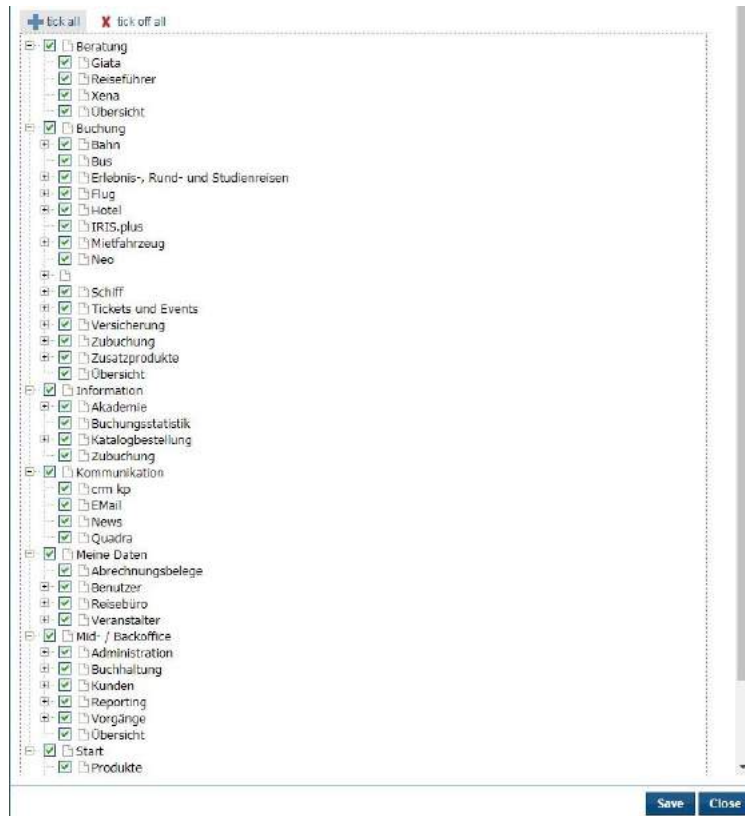 tick all tick off all
Beratung
Giata
Reiseführer
Xena
Übersicht
Buchung
Bahn
Bus
Erlebnis-, Rund- und Studienreisen
Flug
Hotel
IRIS.plus
Mietfahrzeug
Neo
Schiff
Tickets und Events
Versicherung
Zubuchung
Zusatzprodukte
Übersicht
Information
Akademie
Buchungsstatistik
Katalogbestellung
Zubuchung
Kommunikation
crm kp
EMail
News
Quadra
Meine Daten
Abrechnungsbelege
Benutzer
Reisebüro
Veranstalter
Mid- / Backoffice
Administration
Buchhaltung
Kunden
Reporting
Vorgänge
Übersicht
Start
Produkte
Save Close